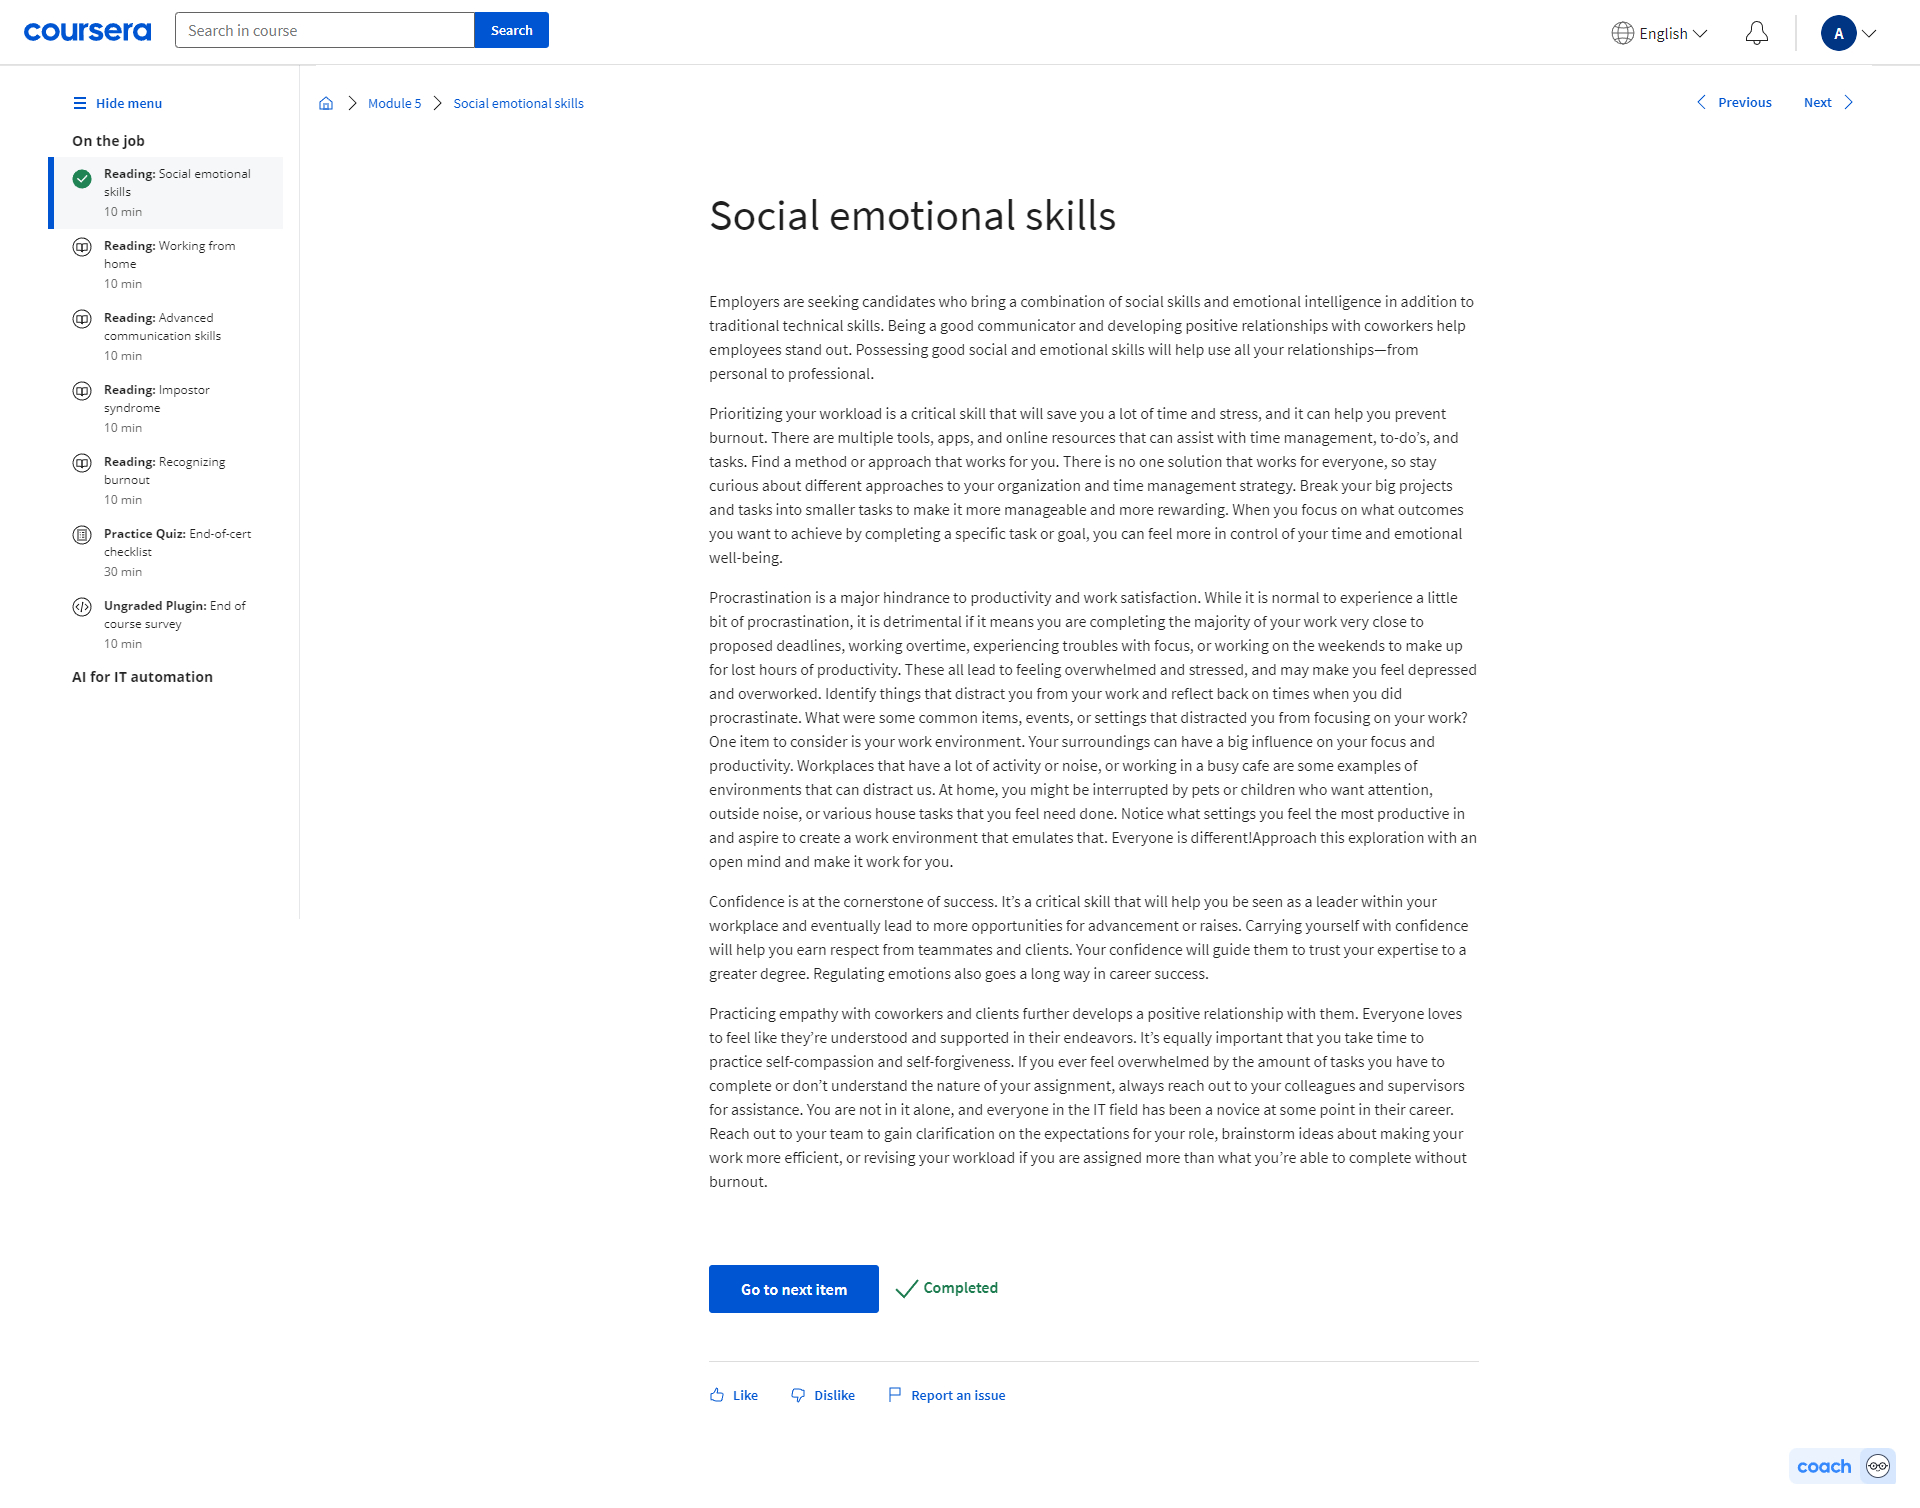 coursera
Search in course
Search
English
A
Hide menu
On the job
Reading: Social emotional
skills
10 min
Reading: Working from
home
10 min
Reading: Advanced
communication skills
10 min
Reading: Impostor
syndrome
10 min
Reading: Recognizing
burnout
10 min
Practice Quiz: End-of-cert
checklist
30 min
Ungraded Plugin: End of
course survey
10 min
AI for IT automation
Module 5
Social emotional skills
Previous
Next
Social emotional skills
Employers are seeking candidates who bring a combination of social skills and emotional intelligence in addition to
traditional technical skills. Being a good communicator and developing positive relationships with coworkers help
employees stand out. Possessing good social and emotional skills will help use all your relationships—from
personal to professional.
Prioritizing your workload is a critical skill that will save you a lot of time and stress, and it can help you prevent
burnout. There are multiple tools, apps, and online resources that can assist with time management, to-do’s, and
tasks. Find a method or approach that works for you. There is no one solution that works for everyone, so stay
curious about different approaches to your organization and time management strategy. Break your big projects
and tasks into smaller tasks to make it more manageable and more rewarding. When you focus on what outcomes
you want to achieve by completing a specific task or goal, you can feel more in control of your time and emotional
well-being.
Procrastination is a major hindrance to productivity and work satisfaction. While it is normal to experience a little
bit of procrastination, it is detrimental if it means you are completing the majority of your work very close to
proposed deadlines, working overtime, experiencing troubles with focus, or working on the weekends to make up
for lost hours of productivity. These all lead to feeling overwhelmed and stressed, and may make you feel depressed
and overworked. Identify things that distract you from your work and reflect back on times when you did
procrastinate. What were some common items, events, or settings that distracted you from focusing on your work?
One item to consider is your work environment. Your surroundings can have a big influence on your focus and
productivity. Workplaces that have a lot of activity or noise, or working in a busy cafe are some examples of
environments that can distract us. At home, you might be interrupted by pets or children who want attention,
outside noise, or various house tasks that you feel need done. Notice what settings you feel the most productive in
and aspire to create a work environment that emulates that. Everyone is different!Approach this exploration with an
open mind and make it work for you.
Confidence is at the cornerstone of success. It’s a critical skill that will help you be seen as a leader within your
workplace and eventually lead to more opportunities for advancement or raises. Carrying yourself with confidence
will help you earn respect from teammates and clients. Your confidence will guide them to trust your expertise to a
greater degree. Regulating emotions also goes a long way in career success.
Practicing empathy with coworkers and clients further develops a positive relationship with them. Everyone loves
to feel like they’re understood and supported in their endeavors. It’s equally important that you take time to
practice self-compassion and self-forgiveness. If you ever feel overwhelmed by the amount of tasks you have to
complete or don’t understand the nature of your assignment, always reach out to your colleagues and supervisors
for assistance. You are not in it alone, and everyone in the IT field has been a novice at some point in their career.
Reach out to your team to gain clarification on the expectations for your role, brainstorm ideas about making your
work more efficient, or revising your workload if you are assigned more than what you’re able to complete without
burnout.
Go to next item
Completed
Like
Dislike
Report an issue
coach